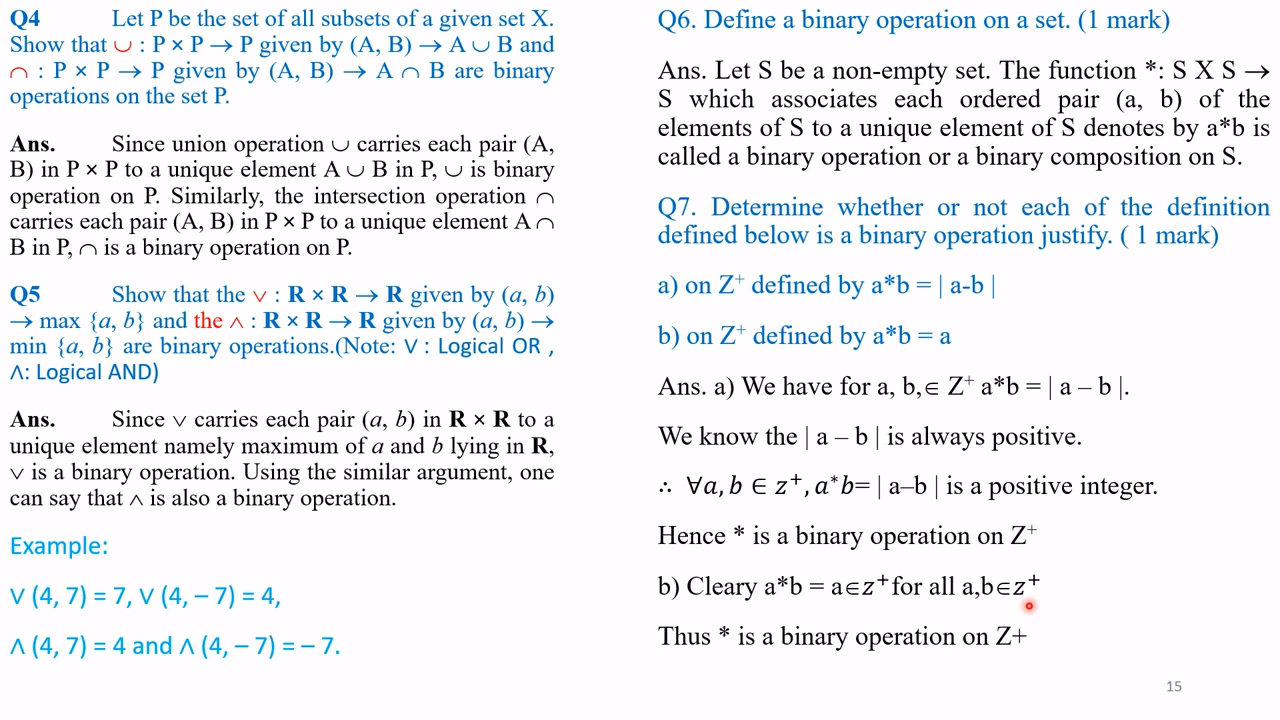 Q4 Let P be the set of all subsets of a given set X.
Show that ∪ : P × P → P given by (A, B) → A ∪ B and
∩ : P × P → P given by (A, B) → A ∩ B are binary
operations on the set P.
Ans. Since union operation ∪ carries each pair (A,
B) in P × P to a unique element A ∪ B in P, ∪ is binary
operation on P. Similarly, the intersection operation ∩
carries each pair (A, B) in P × P to a unique element A ∩
B in P, ∩ is a binary operation on P.
Q5 Show that the ∨ : R × R → R given by (a, b)
→ max {a, b} and the ∧ : R × R → R given by (a, b) →
min {a, b} are binary operations.(Note: ∨ : Logical OR ,
∧: Logical AND)
Ans. Since ∨ carries each pair (a, b) in R × R to a
unique element namely maximum of a and b lying in R,
∨ is a binary operation. Using the similar argument, one
can say that ∧ is also a binary operation.
Example:
∨ (4, 7) = 7, ∨ (4, – 7) = 4,
∧ (4, 7) = 4 and ∧ (4, – 7) = – 7.
Q6. Define a binary operation on a set. (1 mark)
Ans. Let S be a non-empty set. The function *: S X S →
S which associates each ordered pair (a, b) of the
elements of S to a unique element of S denotes by a*b is
called a binary operation or a binary composition on S.
Q7. Determine whether or not each of the definition
defined below is a binary operation justify. ( 1 mark)
a) on Z⁺ defined by a*b = | a-b |
b) on Z⁺ defined by a*b = a
Ans. a) We have for a, b,∈ Z⁺ a*b = | a – b |.
We know the | a – b | is always positive.
∴ ∀a, b ∈ z⁺, a*b= | a–b | is a positive integer.
Hence * is a binary operation on Z⁺
b) Cleary a*b = a∈z⁺ for all a,b∈z⁺
Thus * is a binary operation on Z+
15